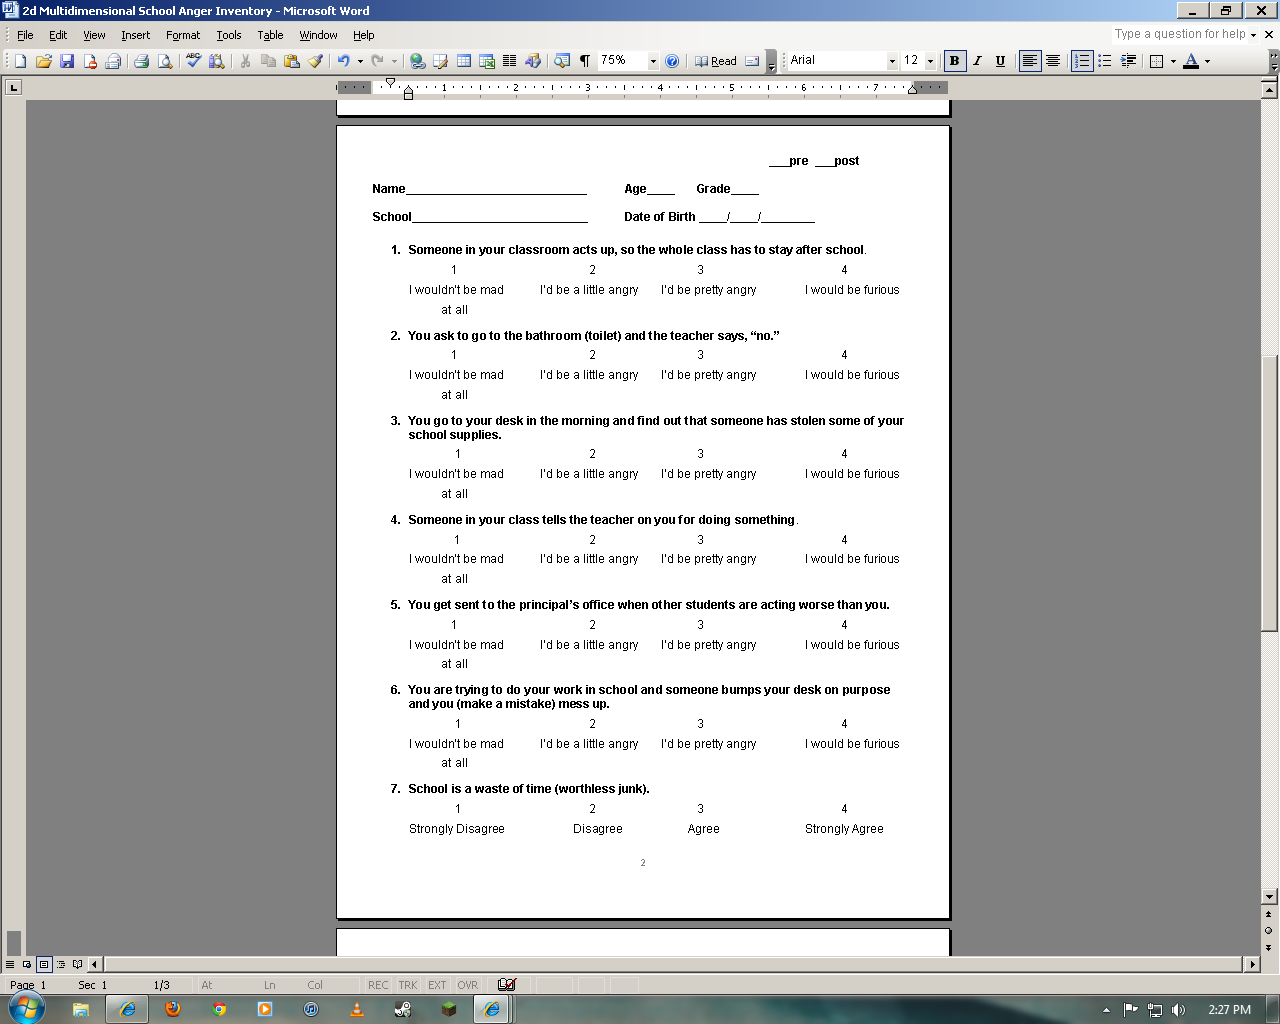 2d Multidimensional School Anger Inventory - Microsoft Word
File Edit View Insert Format Tools Table Window Help
Type a question for help
75% Read Arial 12 B I U
1 2 3 4 5 6 7
___pre ___post
Name__________________________ Age____ Grade____
School_________________________ Date of Birth ____/____/________
1. Someone in your classroom acts up, so the whole class has to stay after school.
1 2 3 4
I wouldn't be mad I'd be a little angry I'd be pretty angry I would be furious
at all
2. You ask to go to the bathroom (toilet) and the teacher says, “no.”
1 2 3 4
I wouldn't be mad I'd be a little angry I'd be pretty angry I would be furious
at all
3. You go to your desk in the morning and find out that someone has stolen some of your
school supplies.
1 2 3 4
I wouldn't be mad I'd be a little angry I'd be pretty angry I would be furious
at all
4. Someone in your class tells the teacher on you for doing something.
1 2 3 4
I wouldn't be mad I'd be a little angry I'd be pretty angry I would be furious
at all
5. You get sent to the principal’s office when other students are acting worse than you.
1 2 3 4
I wouldn't be mad I'd be a little angry I'd be pretty angry I would be furious
at all
6. You are trying to do your work in school and someone bumps your desk on purpose
and you (make a mistake) mess up.
1 2 3 4
I wouldn't be mad I'd be a little angry I'd be pretty angry I would be furious
at all
7. School is a waste of time (worthless junk).
1 2 3 4
Strongly Disagree Disagree Agree Strongly Agree
2
Page 1 Sec 1 1/3 At Ln Col REC TRK EXT OVR
2:27 PM